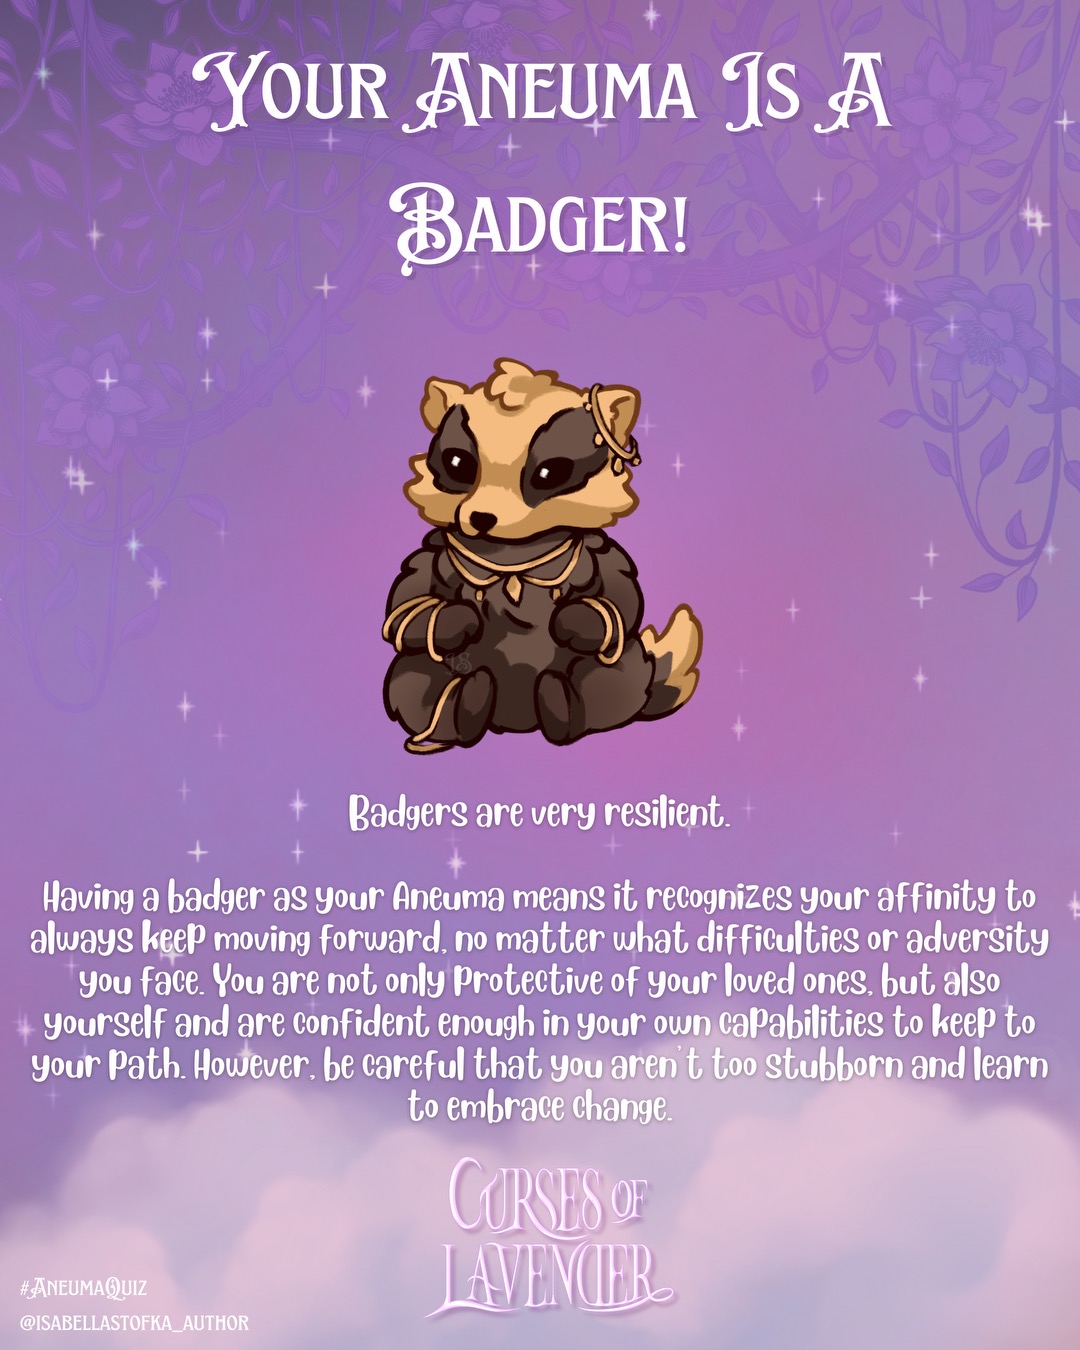 Your Aneuma Is A
Badger!
Badgers are very resilient.
Having a badger as your Aneuma means it recognizes your affinity to
always keep moving forward, no matter what difficulties or adversity
you face. You are not only protective of your loved ones, but also
yourself and are confident enough in your own capabilities to keep to
your path. However, be careful that you aren't too stubborn and learn
to embrace change.
Curses of
Lavender
#AneumaQuiz
@isabellastofka_author